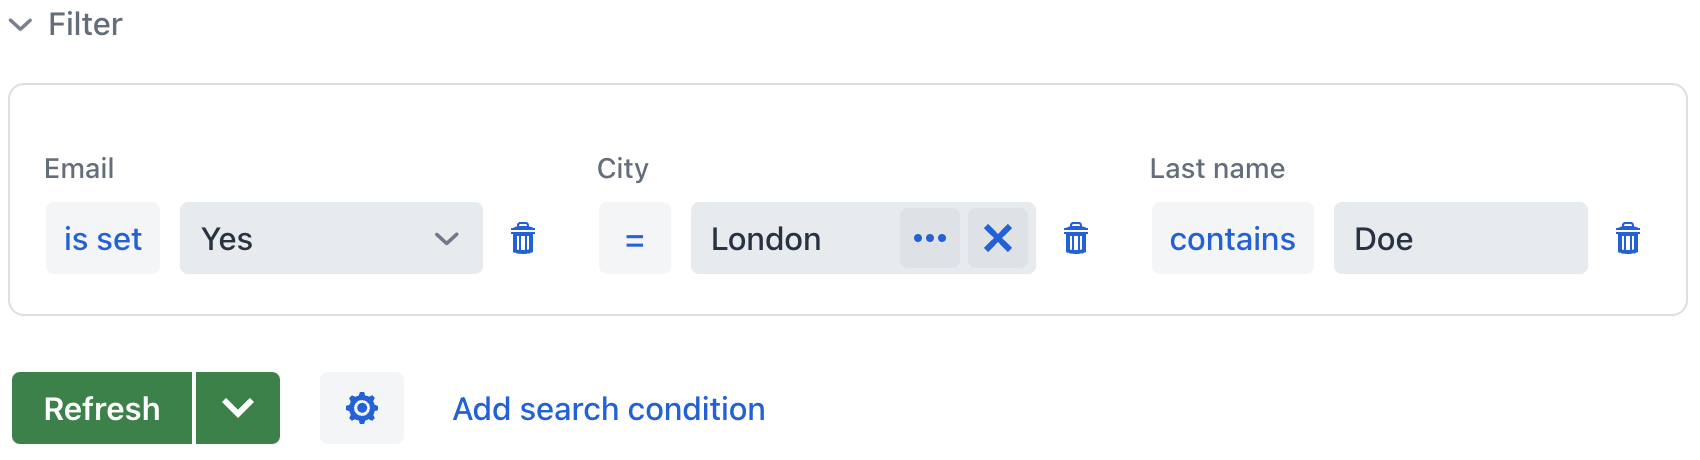 Filter
Email City Last name
is set Yes = London contains Doe
Refresh Add search condition